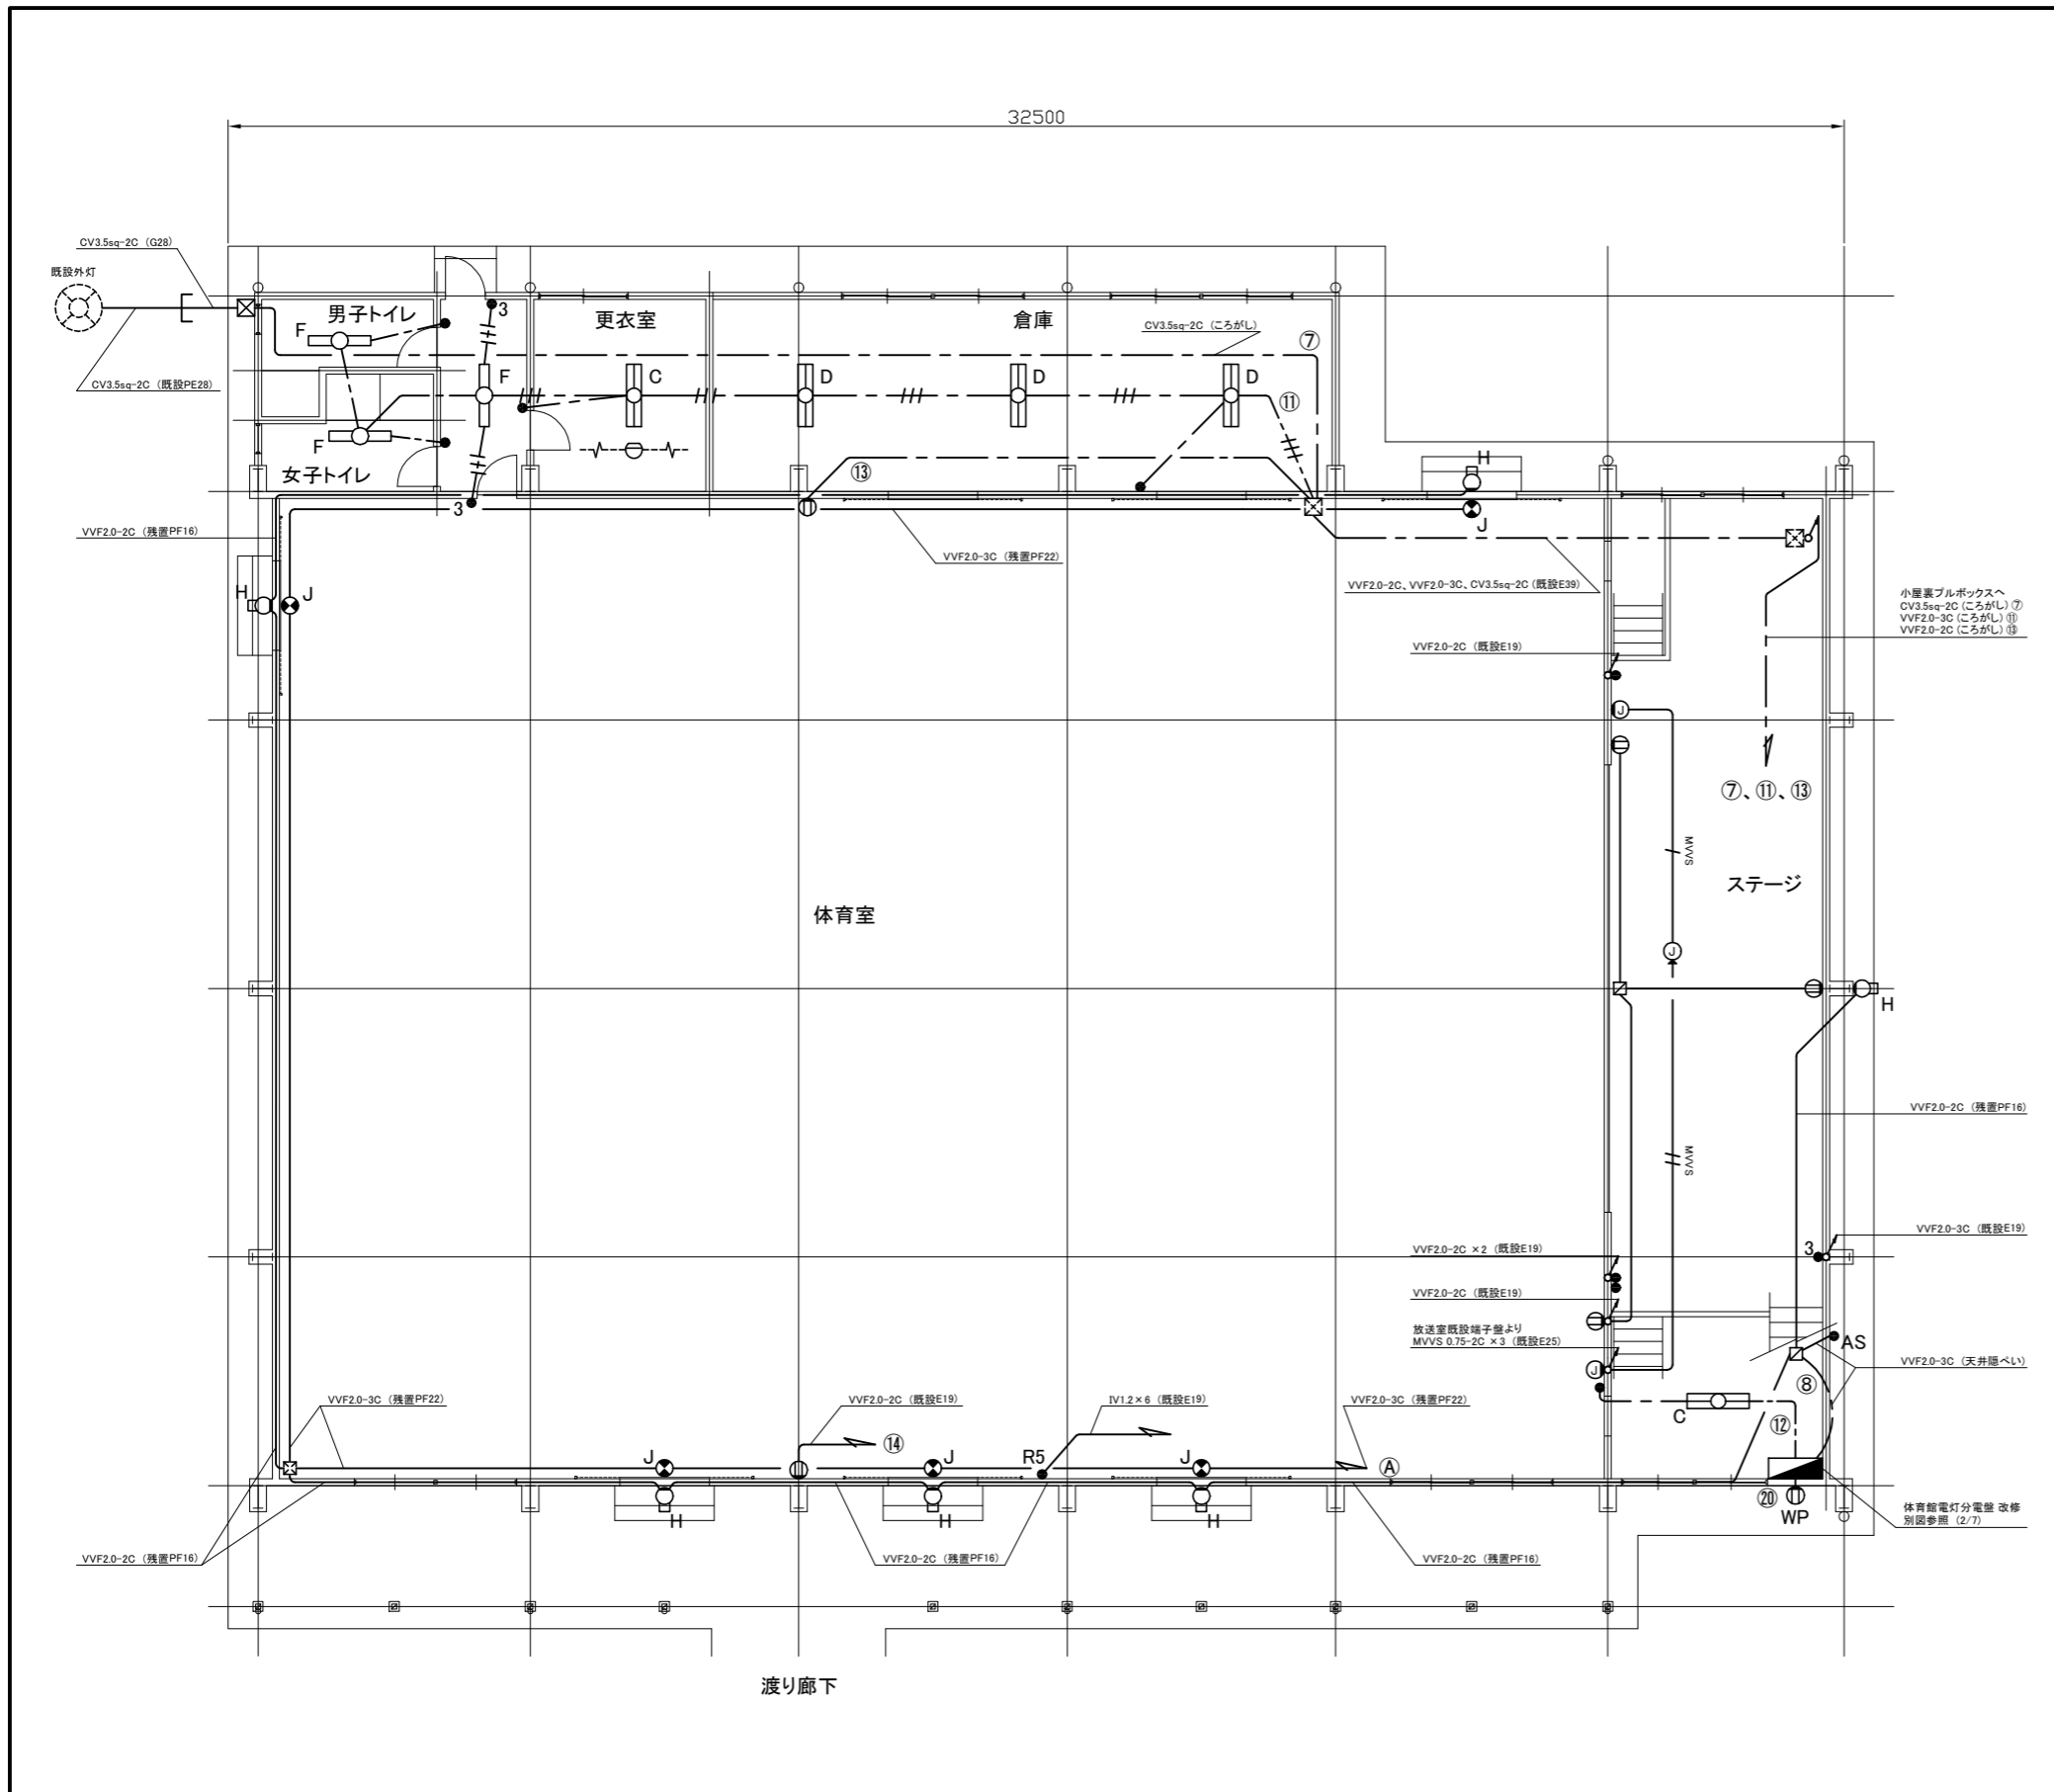 32500
CV3.5sq-2C（G28）
既設外灯
男子トイレ
3
更衣室
倉庫
CV3.5sq-2C（ころがし）
⑦
F
F
C
D
D
D
⑪
CV3.5sq-2C（既設PE28）
F
女子トイレ
⑬
H
3
J
VVF2.0-2C（残置PF16）
VVF2.0-3C（残置PF22）
H
J
VVF2.0-2C、VVF2.0-3C、CV3.5sq-2C（既設E39）
小屋裏プルボックスへ
CV3.5sq-2C（ころがし）⑦
VVF2.0-3C（ころがし）⑪
VVF2.0-2C（ころがし）⑬
VVF2.0-2C（既設E19）
J
⑦、⑪、⑬
MVVS
ステージ
体育室
J
H
VVF2.0-2C（残置PF16）
MVVS
VVF2.0-3C（既設E19）
VVF2.0-2C ×2（既設E19）
3
VVF2.0-2C（既設E19）
放送室既設端子盤より
MVVS 0.75-2C ×3（既設E25）
AS
J
VVF2.0-3C（天井隠ぺい）
⑧
VVF2.0-3C（残置PF22）
VVF2.0-2C（既設E19）
IV1.2×6（既設E19）
VVF2.0-3C（残置PF22）
C
⑫
J
⑭
J
R5
J
Ⓐ
⑳
WP
体育館電灯分電盤 改修
別図参照（2/7）
H
H
H
VVF2.0-2C（残置PF16）
VVF2.0-2C（残置PF16）
VVF2.0-2C（残置PF16）
渡り廊下